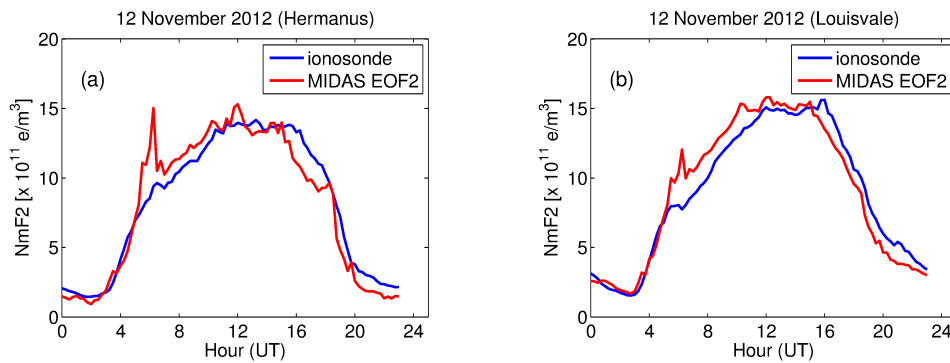 12 November 2012 (Hermanus)
20
15
10
5
0
NmF2 [x 10^11 e/m^3]
(a)
ionosonde
MIDAS EOF2
0 4 8 12 16 20 24
Hour (UT)
12 November 2012 (Louisvale)
20
15
10
5
0
NmF2 [x 10^11 e/m^3]
(b)
ionosonde
MIDAS EOF2
0 4 8 12 16 20 24
Hour (UT)